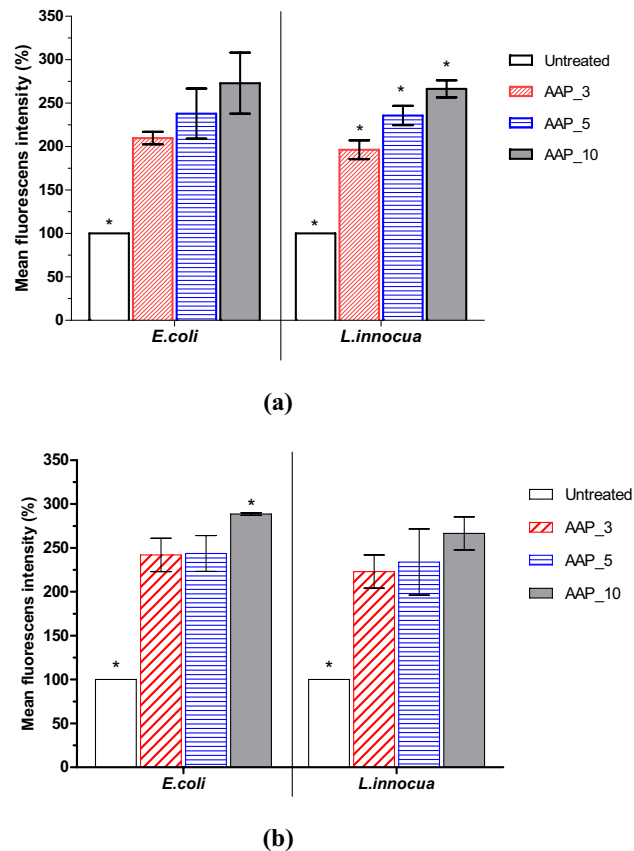 Mean fluorescens intensity (%)
350
300
250
200
150
100
50
0
*
*
*
*
*
E.coli
L.innocua
Untreated
AAP_3
AAP_5
AAP_10
(a)
Mean fluorescens intensity (%)
350
300
250
200
150
100
50
0
*
*
*
E.coli
L.innocua
Untreated
AAP_3
AAP_5
AAP_10
(b)